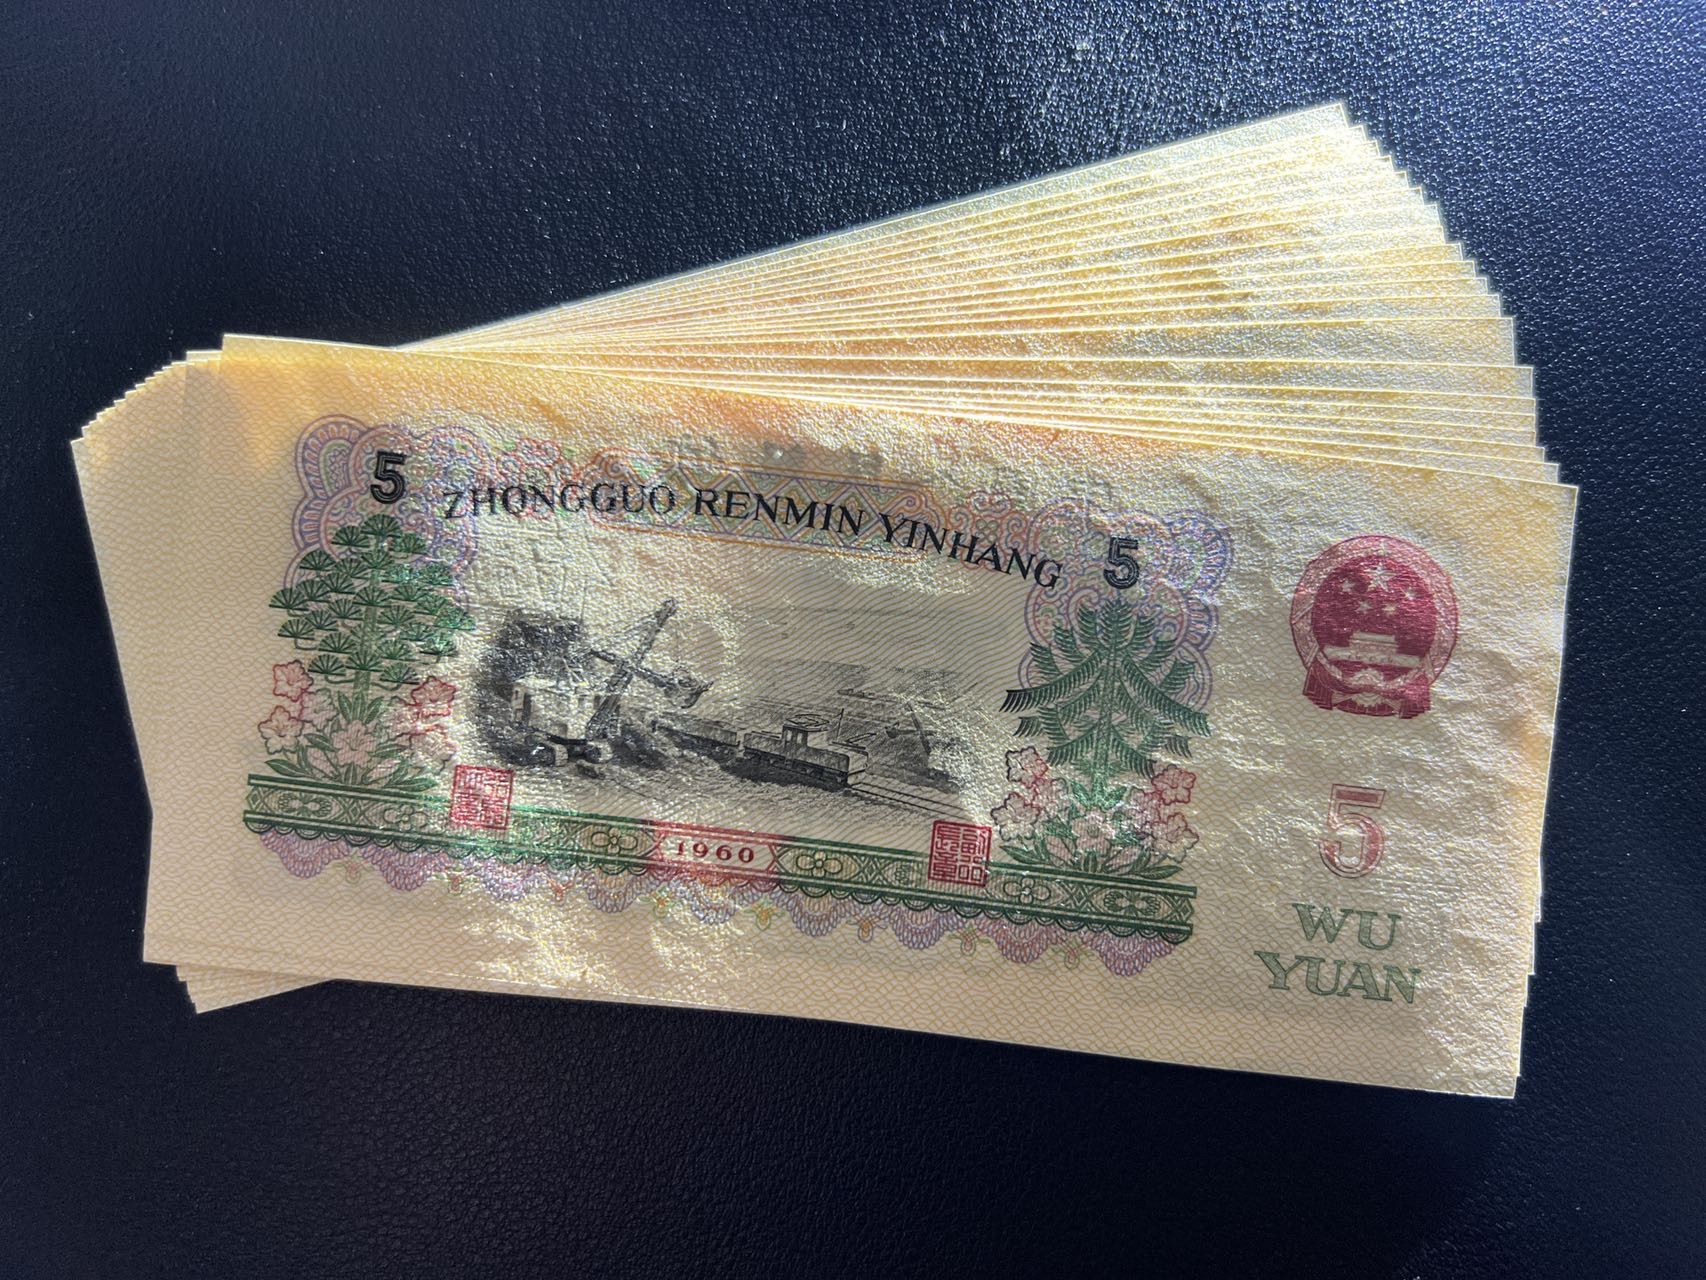 5
ZHONGGUO RENMIN YINHANG
5
1960
5
WU
YUAN